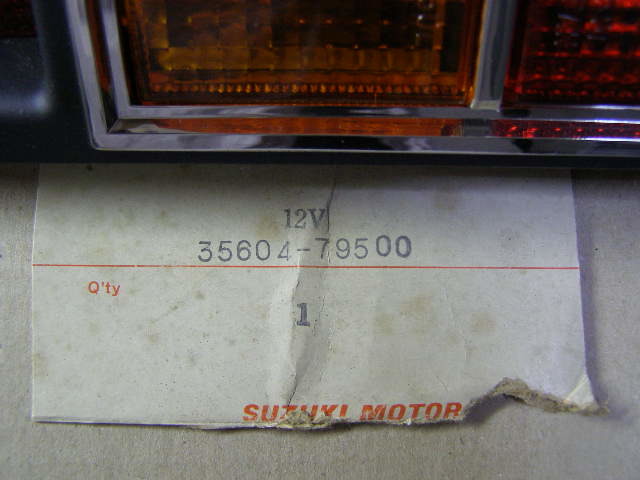 12V
35604-79500
Q'ty
1
SUZUKI MOTOR